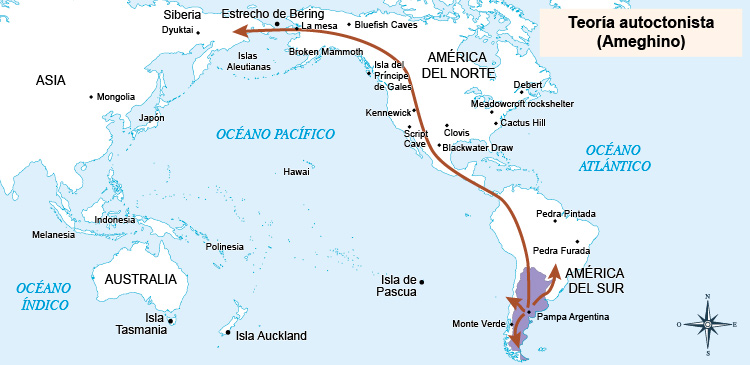 Teoría autoctonista
(Ameghino)
Siberia
Dyuktai
Estrecho de Bering
La mesa
Bluefish Caves
Islas
Aleutianas
Broken Mammoth
Isla del
Príncipe
de Gales
AMÉRICA
DEL NORTE
ASIA
Mongolia
Japón
Debert
Meadowcroft rockshelter
Kennewick
Cactus Hill
Script
Cave
Clovis
Blackwater Draw
OCÉANO PACÍFICO
OCÉANO
ATLÁNTICO
Hawai
Indonesia
Melanesia
Polinesia
Pedra Pintada
Pedra Furada
OCÉANO
ÍNDICO
AUSTRALIA
Isla de
Pascua
AMÉRICA
DEL SUR
Isla
Tasmania
Isla Auckland
Monte Verde
Pampa Argentina
N
O
E
S